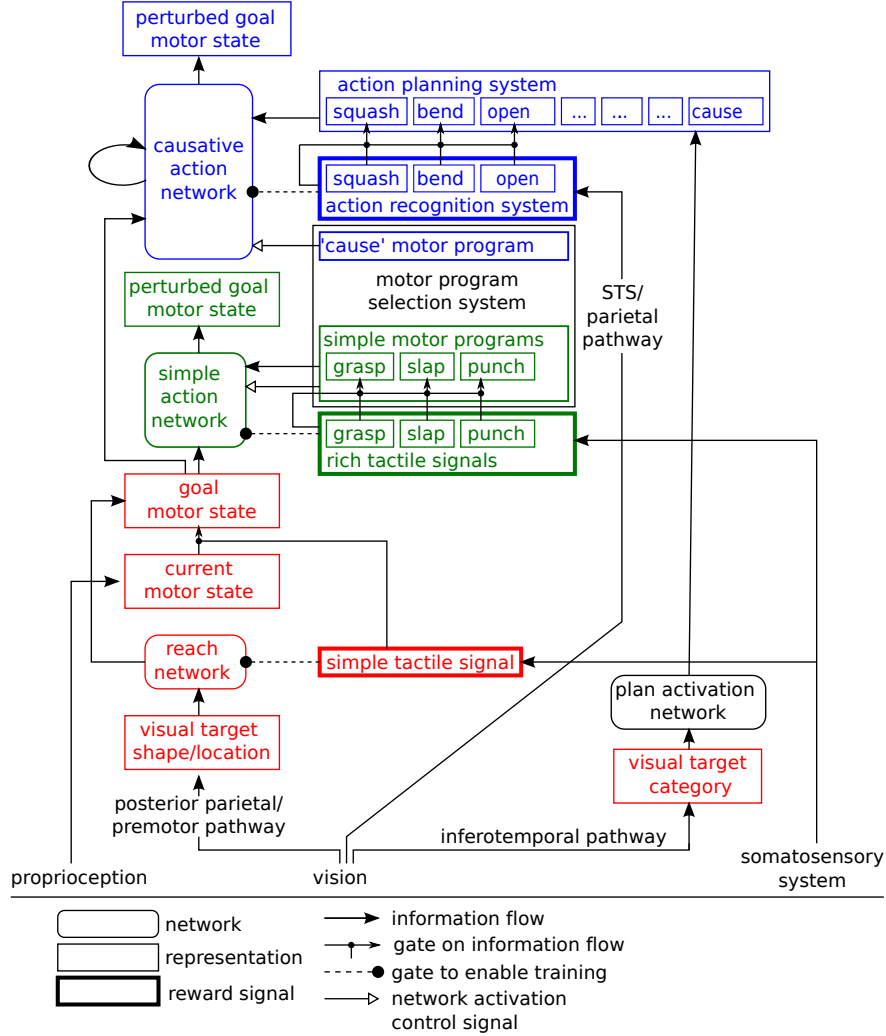 perturbed goal
motor state
action planning system
squash bend open ... ... ... cause
causative
action
network
squash bend open
action recognition system
'cause' motor program
motor program
selection system
STS/
parietal
pathway
perturbed goal
motor state
simple motor programs
grasp slap punch
simple
action
network
grasp slap punch
rich tactile signals
goal
motor state
current
motor state
reach
network
simple tactile signal
plan activation
network
visual target
shape/location
visual target
category
posterior parietal/
premotor pathway
inferotemporal pathway
proprioception
vision
somatosensory
system
network
representation
reward signal
information flow
gate on information flow
gate to enable training
network activation
control signal